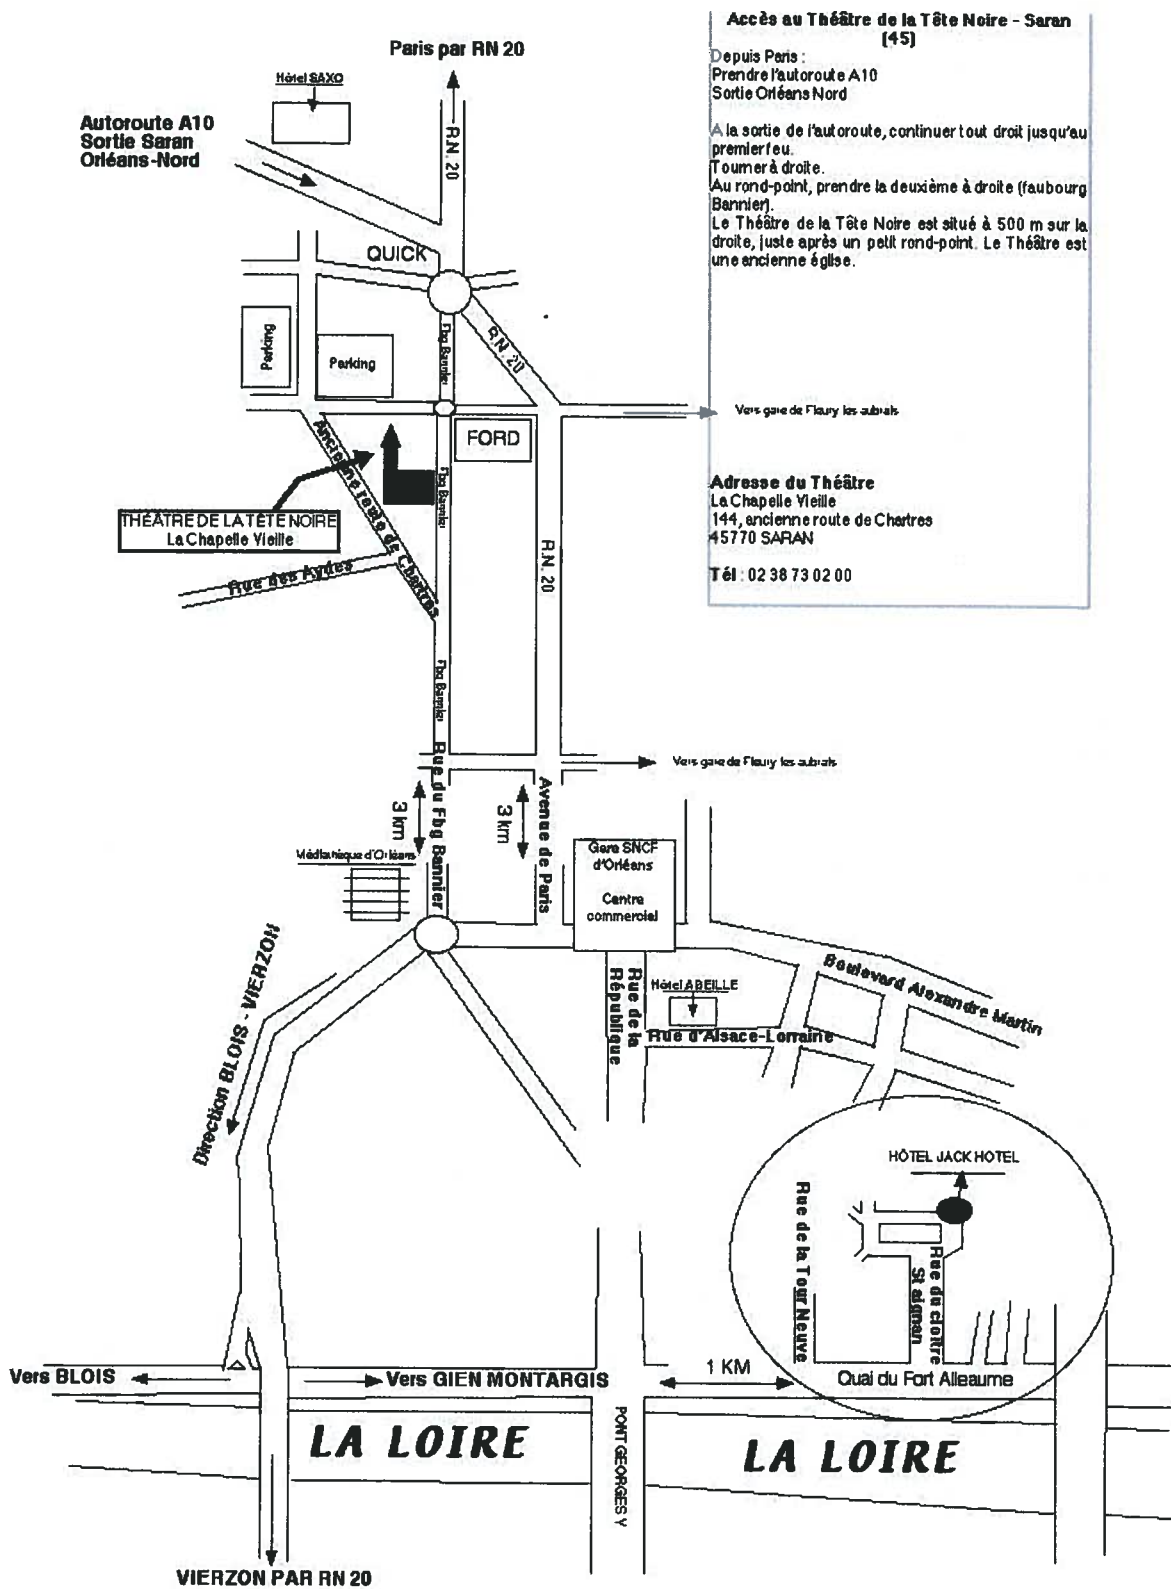 Accès au Théâtre de la Tête Noire - Saran
(45)
Depuis Paris :
Prendre l'autoroute A10
Sortie Orléans Nord
A la sortie de l'autoroute, continuer tout droit jusqu'au
premier feu.
Tourner à droite.
Au rond-point, prendre la deuxième à droite (faubourg
Bannier).
Le Théâtre de la Tête Noire est situé à 500 m sur la
droite, juste après un petit rond-point. Le Théâtre est
une ancienne église.
Adresse du Théâtre
La Chapelle Vieille
144, ancienne route de Chartres
45770 SARAN
Tél : 02 38 73 02 00
Paris par RN 20
Hôtel SAXO
Autoroute A10
Sortie Saran
Orléans-Nord
R.N. 20
QUICK
Parking
Parking
Fbg Bannier
R.N. 20
Vers gare de Fleury les aubrais
FORD
Ancienne route de Chartres
Fbg Bannier
THÉÂTRE DE LA TÊTE NOIRE
La Chapelle Vieille
R.N. 20
Rue des Aydes
Fbg Bannier
Vers gare de Fleury les aubrais
Rue du Fbg Bannier
3 km
3 km
Avenue de Paris
Médiathèque d'Orléans
Gare SNCF
d'Orléans
Centre
commercial
Boulevard Alexandre Martin
Direction BLOIS - VIERZON
Rue de la
République
Hôtel ABEILLE
Rue d'Alsace-Lorraine
HÔTEL JACK HOTEL
Rue de la Tour Neuve
Rue du cloître
St aignan
1 KM
Quai du Fort Alleaume
Vers BLOIS
Vers GIEN MONTARGIS
LA LOIRE
PONT GEORGES V
LA LOIRE
VIERZON PAR RN 20